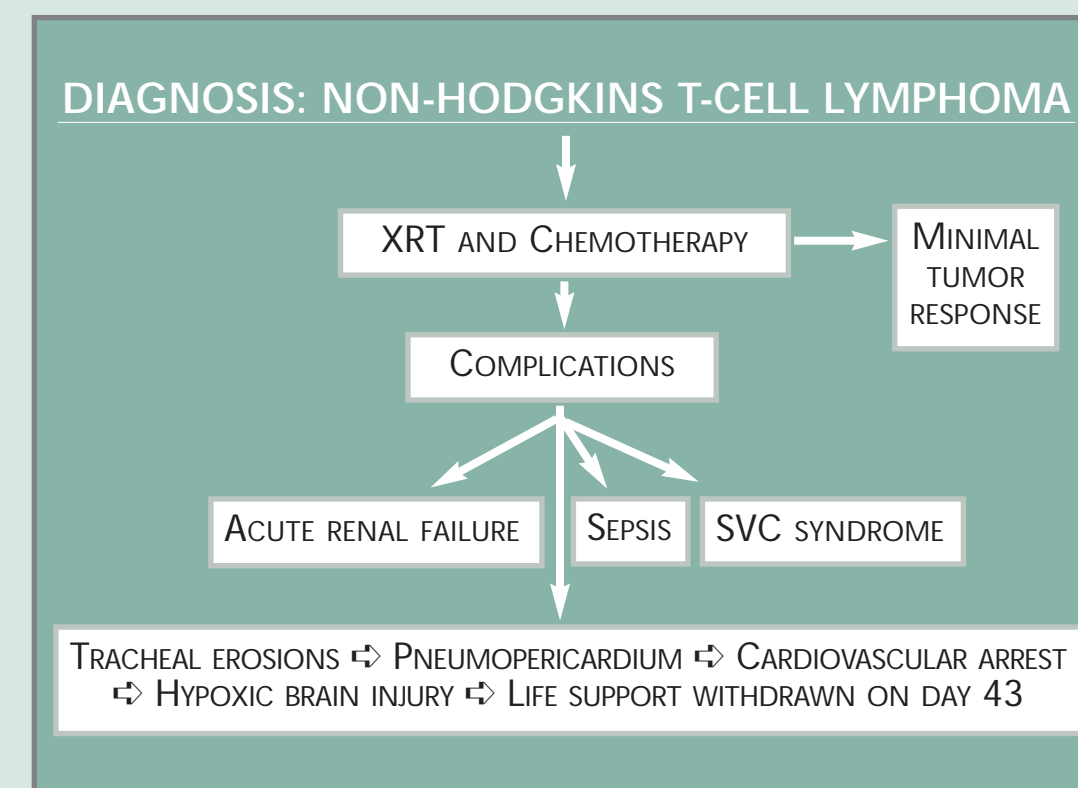 DIAGNOSIS: NON-HODGKINS T-CELL LYMPHOMA
XRT AND CHEMOTHERAPY
MINIMAL
TUMOR
RESPONSE
COMPLICATIONS
ACUTE RENAL FAILURE
SEPSIS
SVC SYNDROME
TRACHEAL EROSIONS ➪ PNEUMOPERICARDIUM ➪ CARDIOVASCULAR ARREST
➪ HYPOXIC BRAIN INJURY ➪ LIFE SUPPORT WITHDRAWN ON DAY 43